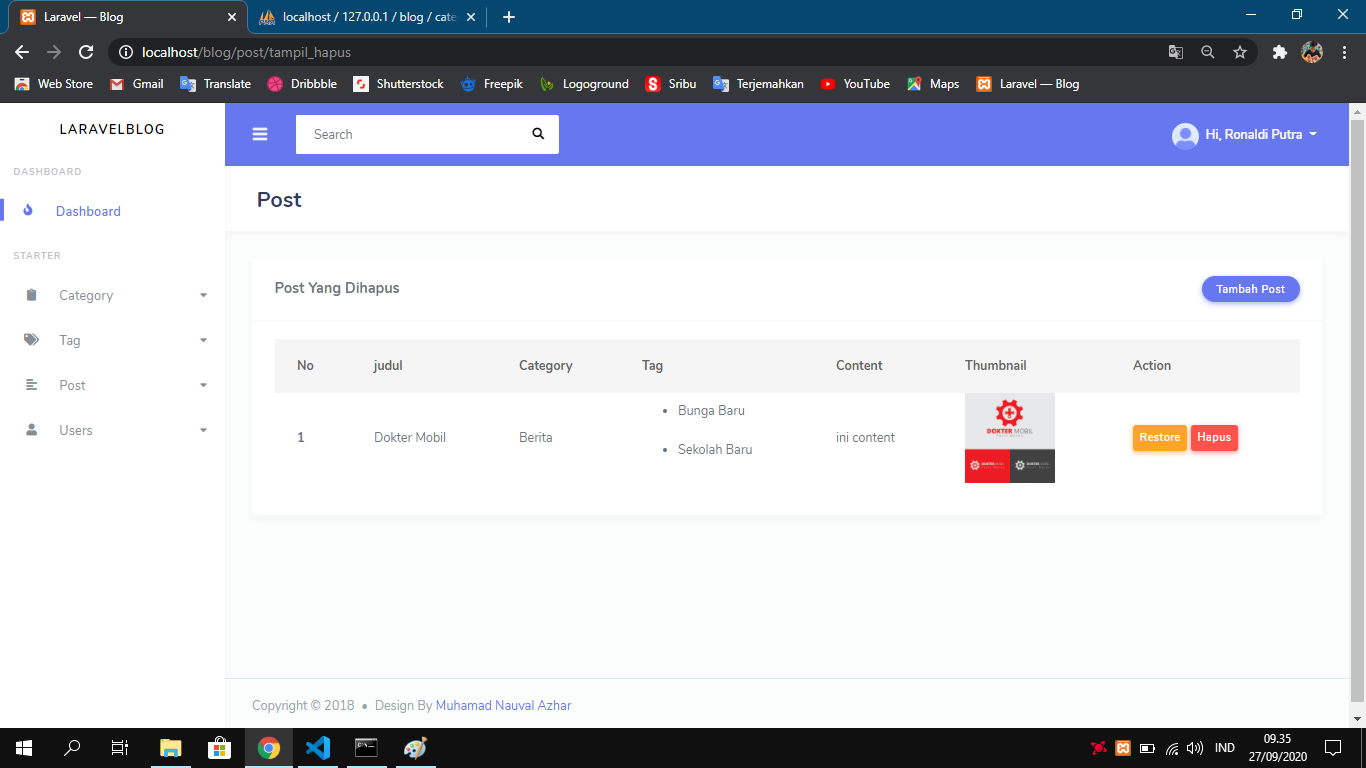 Laravel — Blog
localhost / 127.0.0.1 / blog / cate
localhost/blog/post/tampil_hapus
Web Store Gmail Translate Dribbble Shutterstock Freepik Logoground Sribu Terjemahkan YouTube Maps Laravel — Blog
LARAVELBLOG
Search
Hi, Ronaldi Putra
DASHBOARD
Dashboard
STARTER
Category
Tag
Post
Users
Post
Post Yang Dihapus
Tambah Post
No judul Category Tag Content Thumbnail Action
1 Dokter Mobil Berita
Bunga Baru
Sekolah Baru
ini content
DOKTER MOBIL
Restore Hapus
Copyright © 2018 • Design By Muhamad Nauval Azhar
IND
09.35
27/09/2020